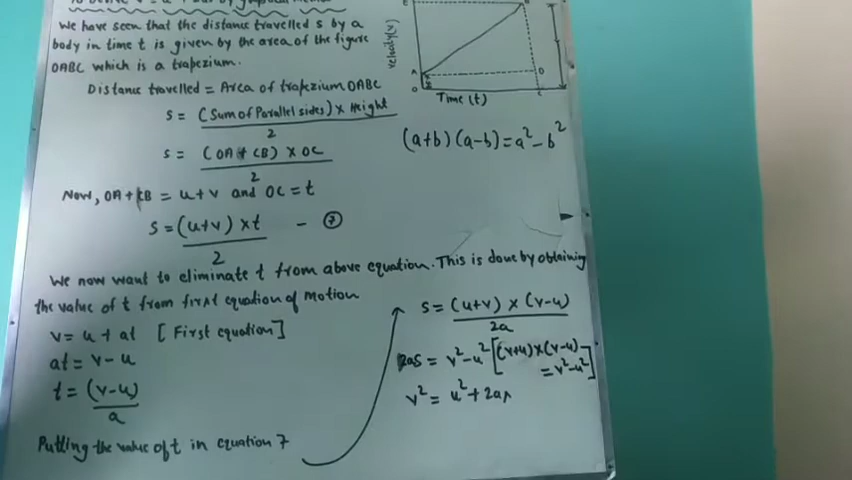 We have seen that the distance travelled s by a
body in time t is given by the area of the figure
OABC which is a trapezium.
Distance travelled = Area of trapezium OABC
s = (Sum of Parallel sides) x Height / 2
s = (OA + CB) x OC / 2
Now, OA + CB = u+v and OC = t
s = (u+v) x t / 2 - ⑦
We now want to eliminate t from above equation. This is done by obtaining
the value of t from first equation of Motion
v = u + at [First equation]
at = v - u
t = (v-u) / a
Putting the value of t in equation 7
velocity(v)
A
D
O
C
Time (t)
(a+b) (a-b) = a² - b²
s = (u+v) x (v-u) / 2a
2as = v² - u² [(v+u) x (v-u)
= v² - u²]
v² = u² + 2as